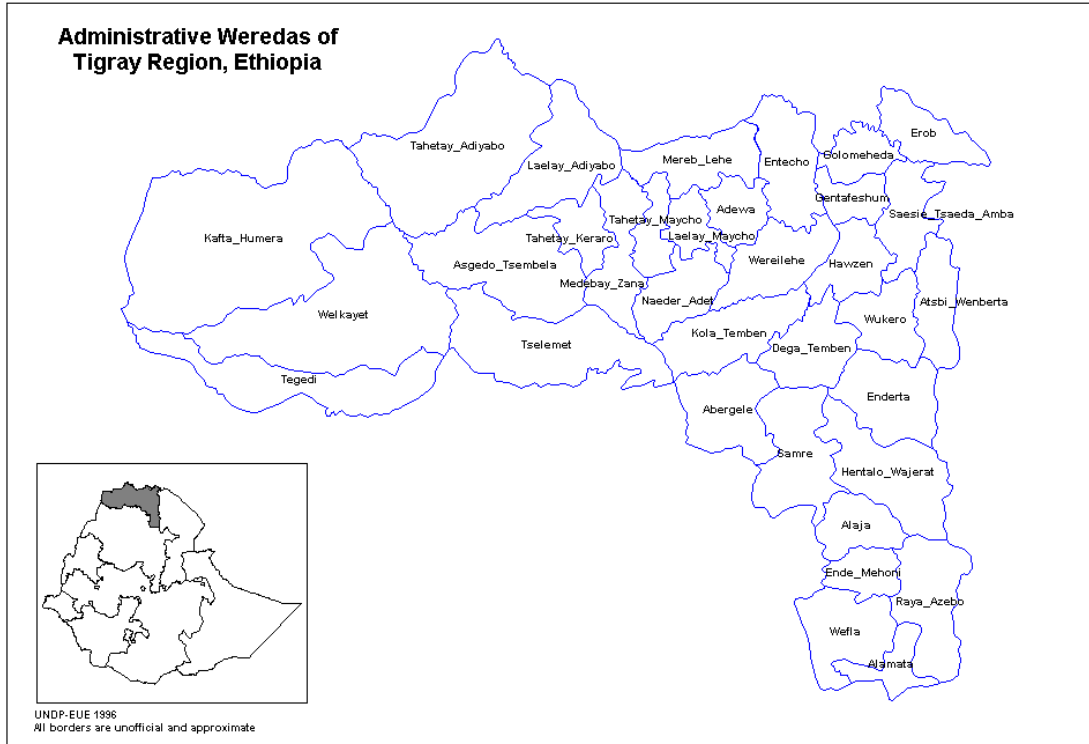 Administrative Weredas of
Tigray Region, Ethiopia
Erob
Tahetay_Adiyabo
Laelay_Adiyabo
Mereb_Lehe
Entecho
Golomeheda
Gentafeshum
Saesie_Tsaeda_Amba
Kafta_Humera
Tahetay_Maycho
Adewa
Tahetay_Keraro
Laelay_Maycho
Asgedo_Tsembela
Wereilehe
Hawzen
Medebay_Zana
Naeder_Adet
Atsbi_Wenberta
Welkayet
Wukero
Kola_Temben
Tselemet
Dega_Temben
Tegedi
Enderta
Abergele
Samre
Hentalo_Wajerat
Alaja
Ende_Mehoni
Raya_Azebo
Wefla
Alamata
UNDP-EUE 1996
All borders are unofficial and approximate